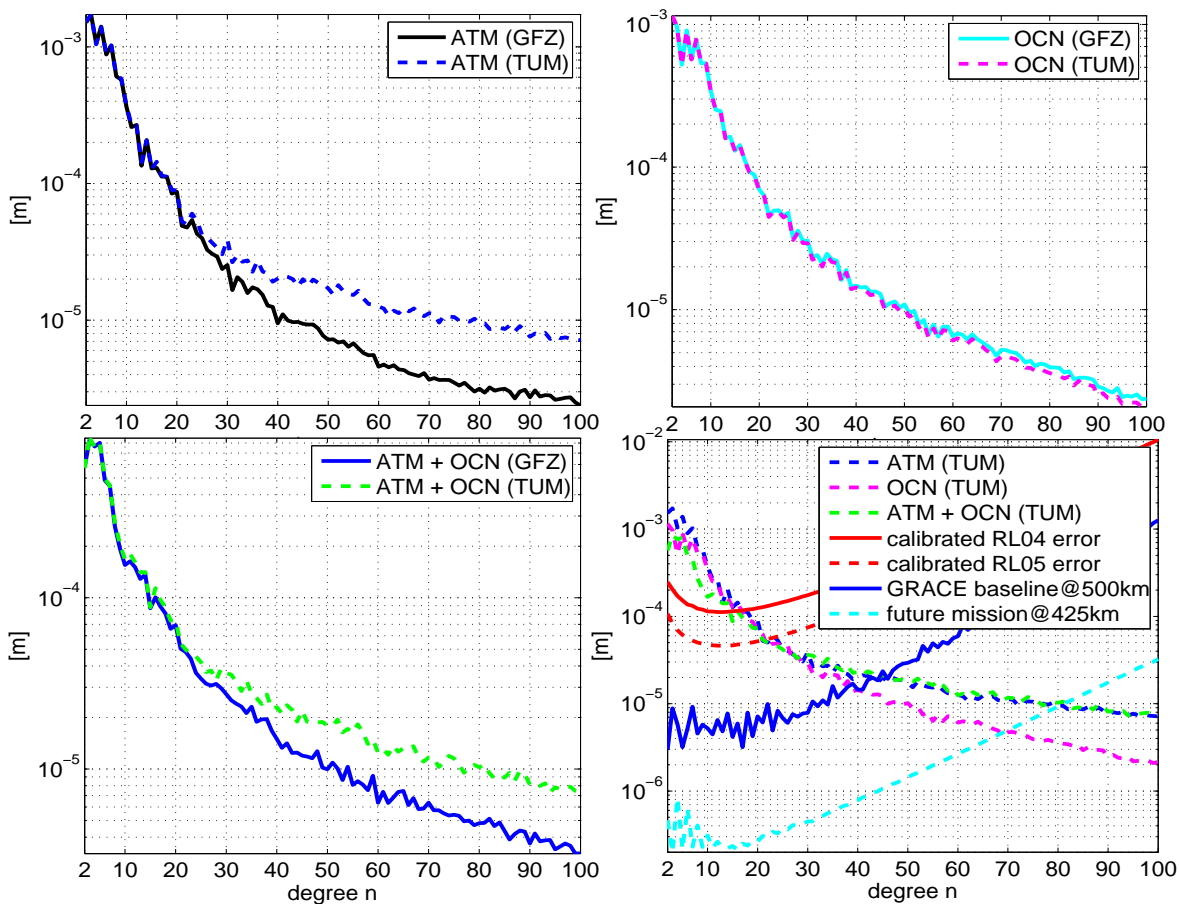 10⁻³
10⁻⁴
10⁻⁵
[m]
ATM (GFZ)
ATM (TUM)
2 10 20 30 40 50 60 70 80 90 100
10⁻³
10⁻⁴
10⁻⁵
[m]
OCN (GFZ)
OCN (TUM)
2 10 20 30 40 50 60 70 80 90 100
10⁻⁴
10⁻⁵
[m]
ATM + OCN (GFZ)
ATM + OCN (TUM)
2 10 20 30 40 50 60 70 80 90 100
degree n
10⁻²
10⁻³
10⁻⁴
10⁻⁵
10⁻⁶
[m]
ATM (TUM)
OCN (TUM)
ATM + OCN (TUM)
calibrated RL04 error
calibrated RL05 error
GRACE baseline@500km
future mission@425km
2 10 20 30 40 50 60 70 80 90 100
degree n